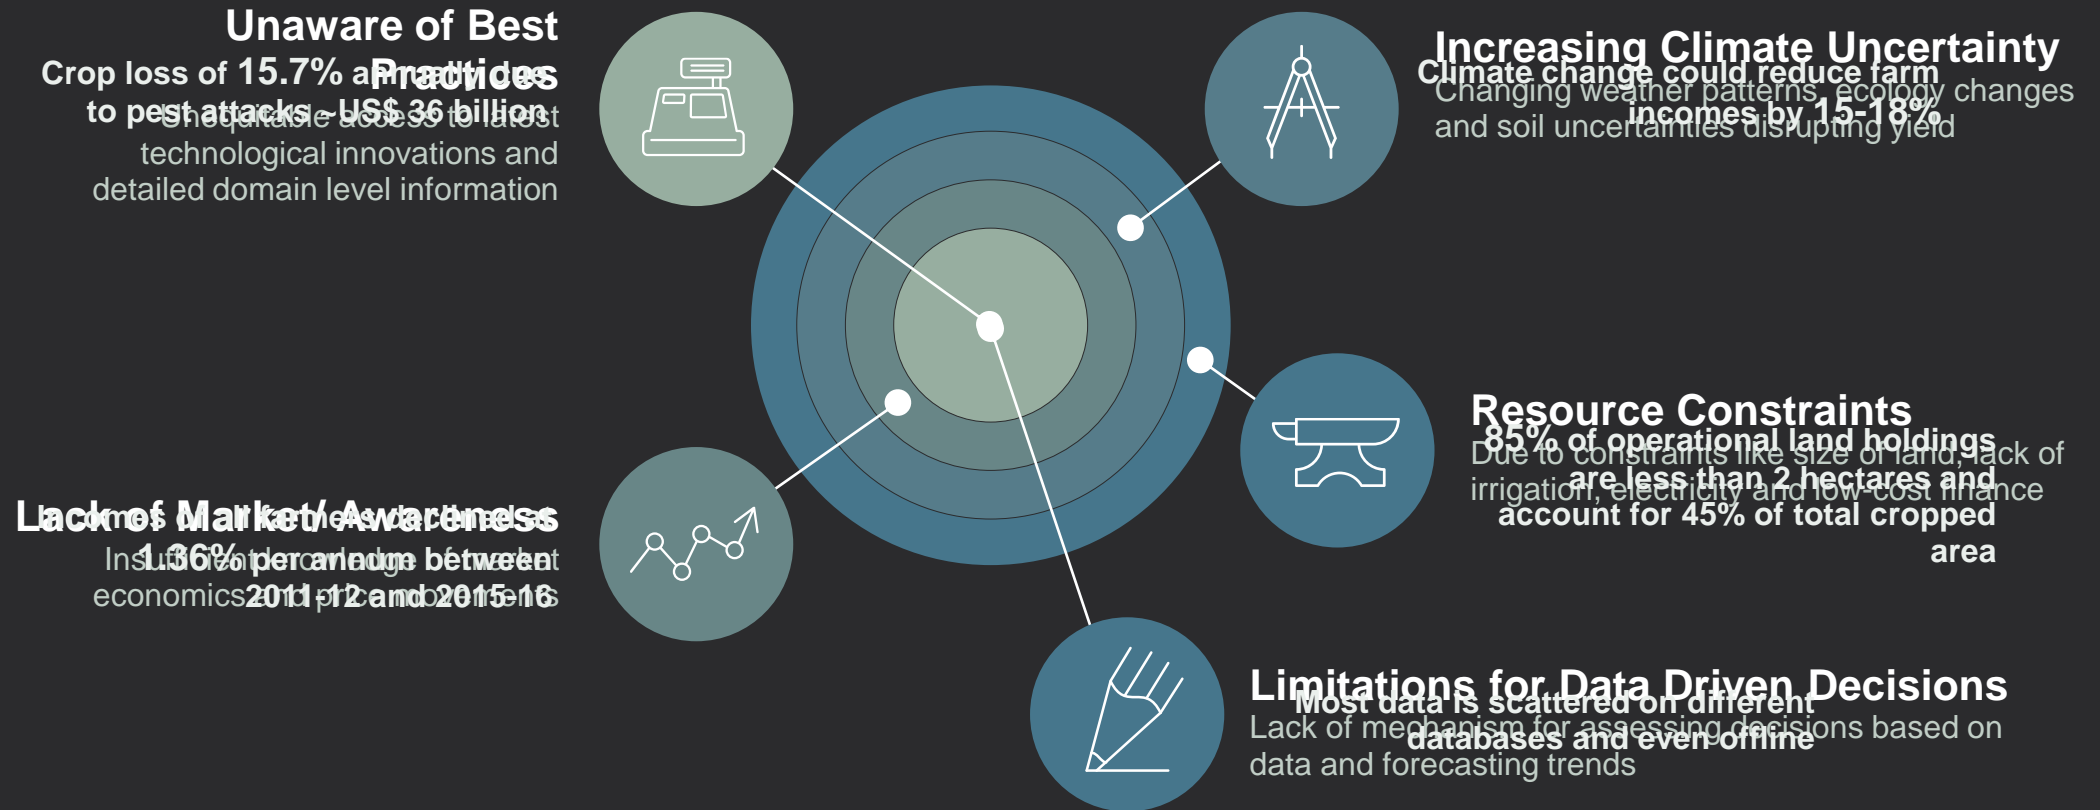 Unaware of Best
Practices
Crop loss of 15.7% annually due
to pest attacks ~US$ 36 billion
Unequitable access to latest
technological innovations and
detailed domain level information
Increasing Climate Uncertainty
Changing weather patterns, ecology changes
and soil uncertainties disrupting yield
Climate change could reduce farm
incomes by 15-18%
Resource Constraints
Due to constraints like size of land, lack of
irrigation, electricity and low-cost finance
85% of operational land holdings
are less than 2 hectares and
account for 45% of total cropped
area
Lack of Market/ Awareness
Insufficient knowledge of market
economics and price movements
Incomes of all farmers declined at
1.36% per annum between
2011-12 and 2015-16
Limitations for Data Driven Decisions
Lack of mechanism for assessing decisions based on
data and forecasting trends
Most data is scattered on different
databases and even offline